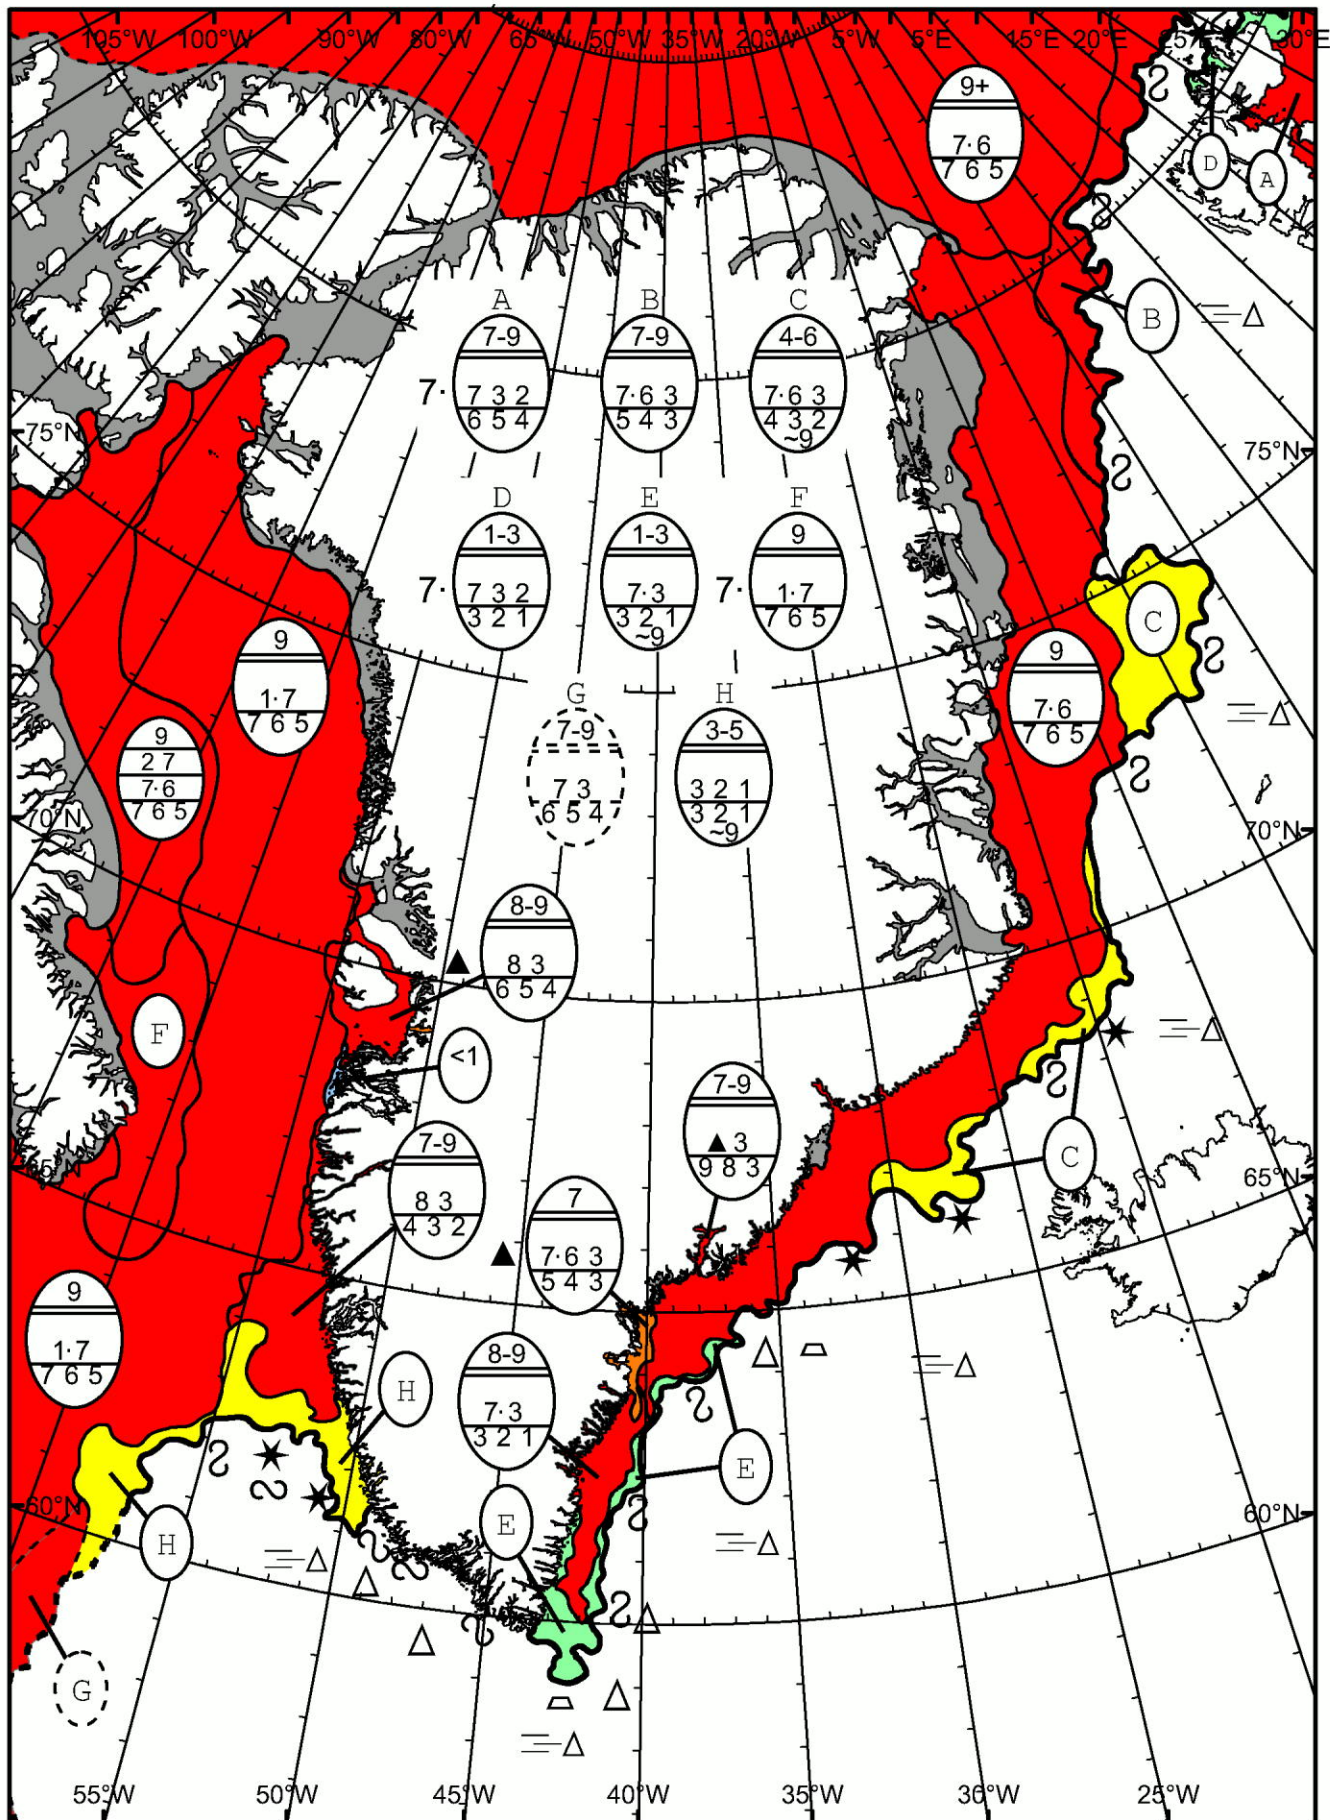 105°W 100°W 90°W 80°W 65°W 50°W 35°W 20°W 5°W 5°E 15°E 20°E 25°E 30°E
9+
7·6
7 6 5
D
A
B
A
7-9
7· 7 3 2
6 5 4
B
7-9
7·6 3
5 4 3
C
4-6
7·6 3
4 3 2
~9
75°N
75°N
D
1-3
7· 7 3 2
3 2 1
E
1-3
7·3
3 2 1
~9
F
9
7· 1·7
7 6 5
C
9
1·7
7 6 5
9
7·6
7 6 5
G
7-9
7 3
6 5 4
H
3-5
3 2 1
3 2 1
~9
9
2 7
7·6
7 6 5
70°N
70°N
8-9
8 3
6 5 4
F
<1
7-9
▲ 3
9 8 3
7-9
8 3
4 3 2
C
65°N
65°N
7
7·6 3
5 4 3
9
1·7
7 6 5
8-9
7·3
3 2 1
H
E
60°N
60°N
E
H
G
55°W 50°W 45°W 40°W 35°W 30°W 25°W